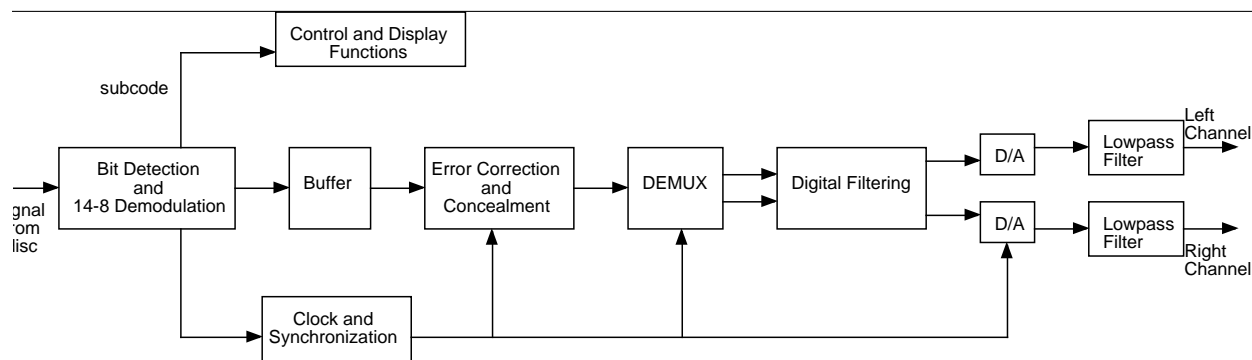 Control and Display
Functions
subcode
Left
Channel
Bit Detection
and
14-8 Demodulation
Buffer
Error Correction
and
Concealment
DEMUX
Digital Filtering
D/A
Lowpass
Filter
D/A
Lowpass
Filter
Right
Channel
Clock and
Synchronization